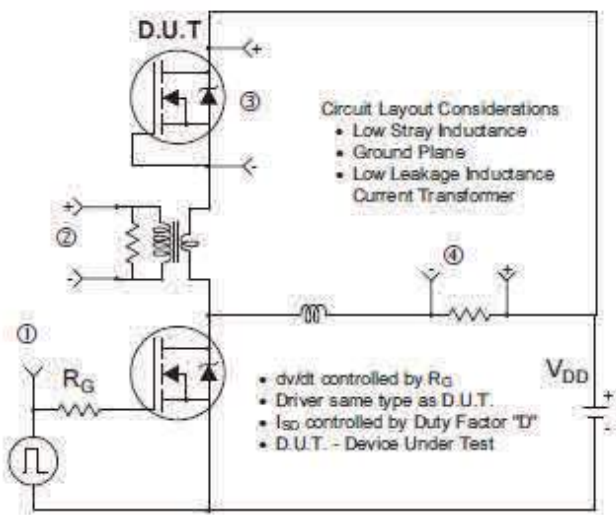 D.U.T
+
③
-
Circuit Layout Considerations
• Low Stray Inductance
• Ground Plane
• Low Leakage Inductance
Current Transformer
+
②
-
④
- +
①
RG
VDD
+
-
• dv/dt controlled by RG
• Driver same type as D.U.T.
• ISD controlled by Duty Factor "D"
• D.U.T. - Device Under Test